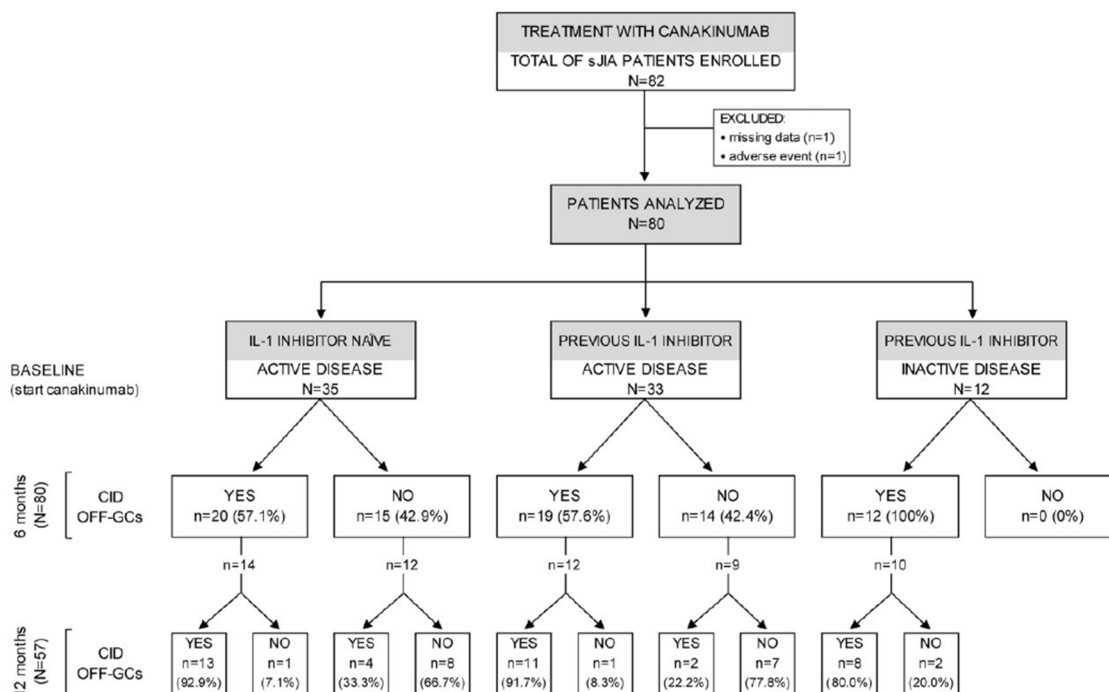 TREATMENT WITH CANAKINUMAB
TOTAL OF sJIA PATIENTS ENROLLED
N=82
EXCLUDED:
• missing data (n=1)
• adverse event (n=1)
PATIENTS ANALYZED
N=80
BASELINE
(start canakinumab)
IL-1 INHIBITOR NAÏVE
ACTIVE DISEASE
N=35
PREVIOUS IL-1 INHIBITOR
ACTIVE DISEASE
N=33
PREVIOUS IL-1 INHIBITOR
INACTIVE DISEASE
N=12
6 months
(N=80)
CID
OFF-GCs
YES
n=20 (57.1%)
NO
n=15 (42.9%)
YES
n=19 (57.6%)
NO
n=14 (42.4%)
YES
n=12 (100%)
NO
n=0 (0%)
n=14
n=12
n=12
n=9
n=10
12 months
(N=57)
CID
OFF-GCs
YES
n=13
(92.9%)
NO
n=1
(7.1%)
YES
n=4
(33.3%)
NO
n=8
(66.7%)
YES
n=11
(91.7%)
NO
n=1
(8.3%)
YES
n=2
(22.2%)
NO
n=7
(77.8%)
YES
n=8
(80.0%)
NO
n=2
(20.0%)